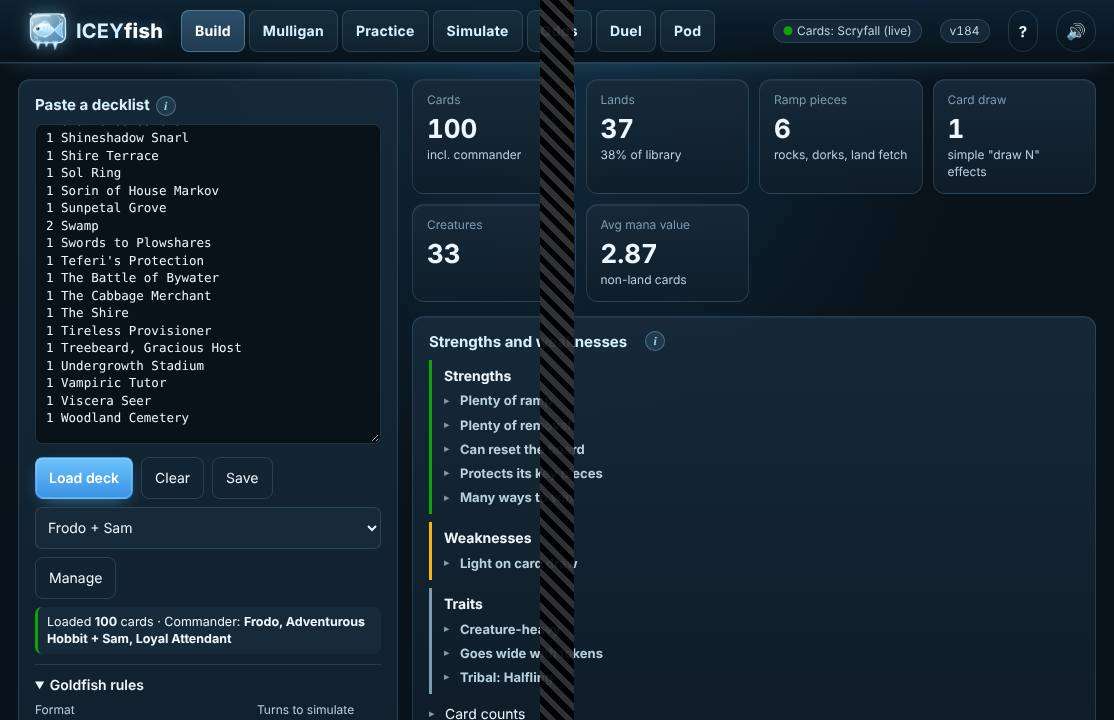 ICEYfish
Build
Mulligan
Practice
Simulate
Duel
Pod
Cards: Scryfall (live)
v184
?
Paste a decklist i
1 Shineshadow Snarl
1 Shire Terrace
1 Sol Ring
1 Sorin of House Markov
1 Sunpetal Grove
2 Swamp
1 Swords to Plowshares
1 Teferi's Protection
1 The Battle of Bywater
1 The Cabbage Merchant
1 The Shire
1 Tireless Provisioner
1 Treebeard, Gracious Host
1 Undergrowth Stadium
1 Vampiric Tutor
1 Viscera Seer
1 Woodland Cemetery
Load deck
Clear
Save
Frodo + Sam
Manage
Loaded 100 cards · Commander: Frodo, Adventurous
Hobbit + Sam, Loyal Attendant
▼ Goldfish rules
Format
Turns to simulate
Cards
100
incl. commander
Lands
37
38% of library
Ramp pieces
6
rocks, dorks, land fetch
Card draw
1
simple "draw N"
effects
Creatures
33
Avg mana value
2.87
non-land cards
Strengths and i
Strengths
Plenty of
Plenty of
Can reset
Protects its
Many ways
Weaknesses
Light on
Traits
Goes wide
Tribal:
Card counts